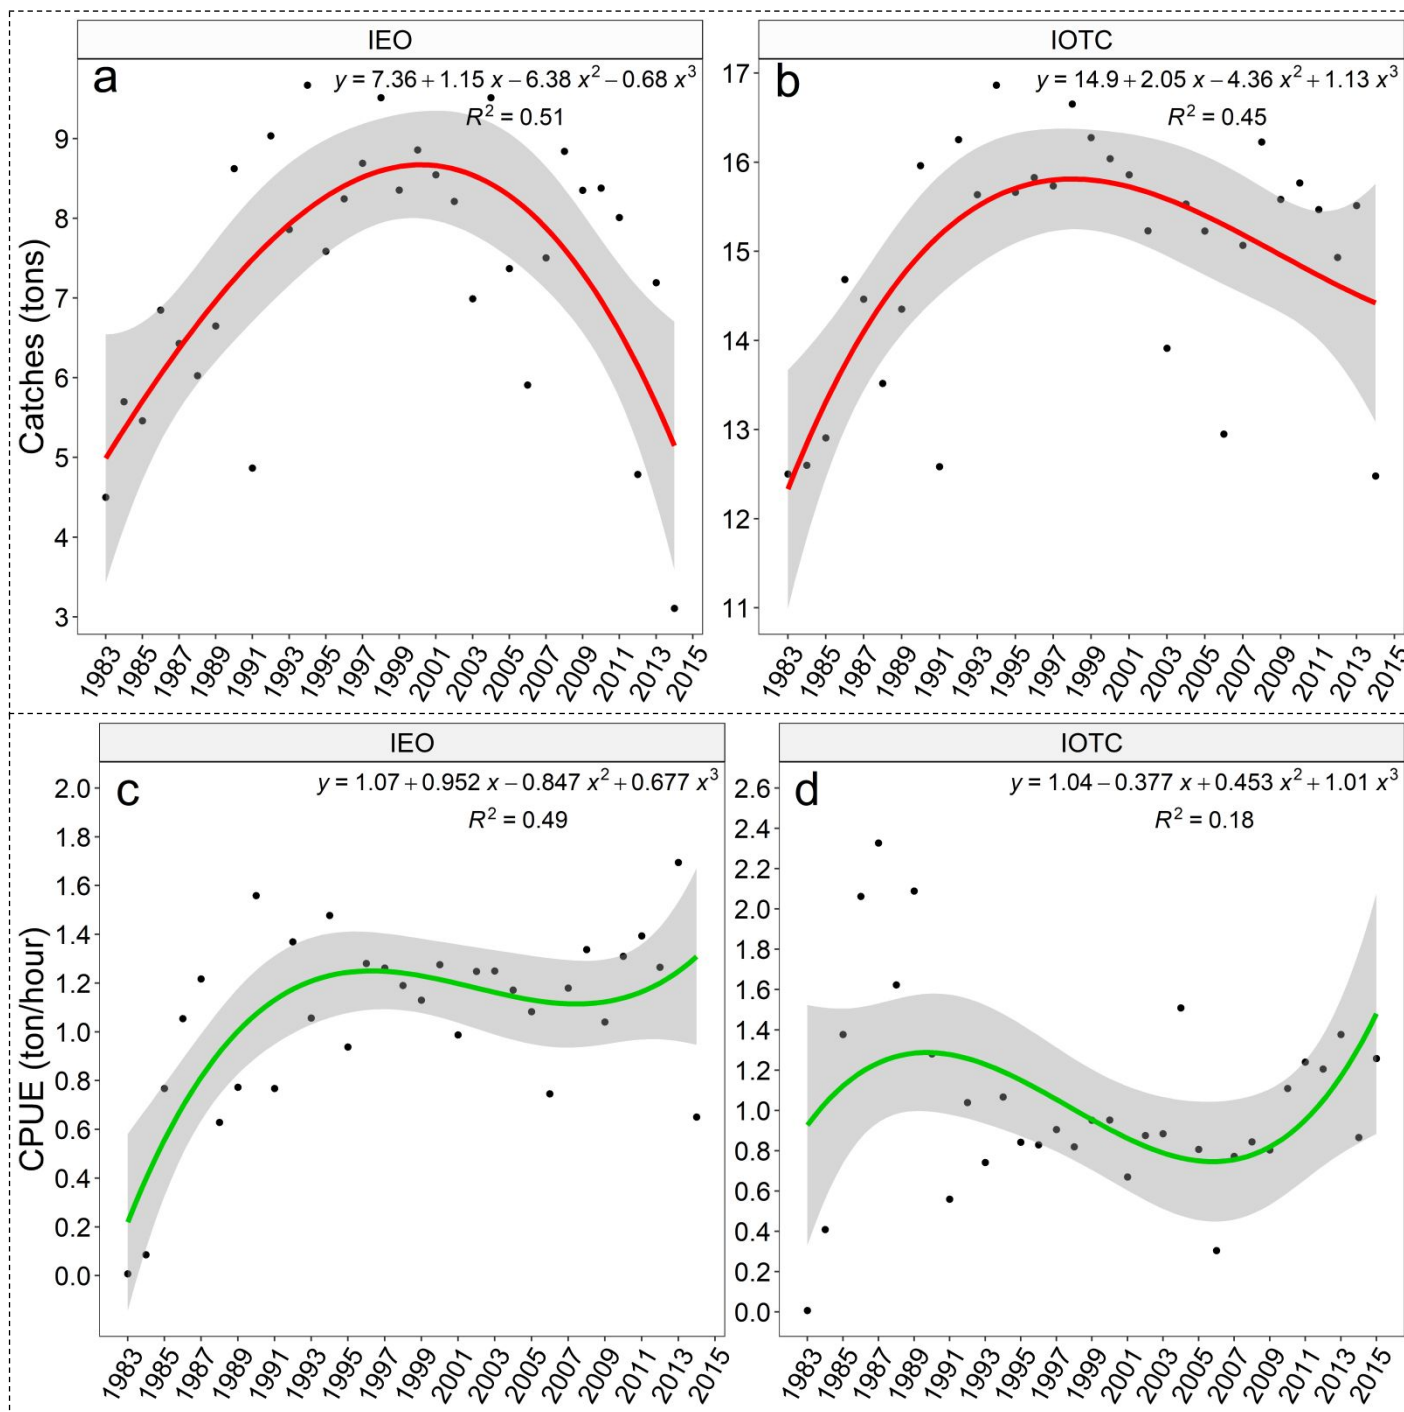 IEO
a
y = 7.36 + 1.15 x − 6.38 x² − 0.68 x³
R² = 0.51
Catches (tons)
9
8
7
6
5
4
3
1983 1985 1987 1989 1991 1993 1995 1997 1999 2001 2003 2005 2007 2009 2011 2013 2015
IOTC
b
y = 14.9 + 2.05 x − 4.36 x² + 1.13 x³
R² = 0.45
17
16
15
14
13
12
11
1983 1985 1987 1989 1991 1993 1995 1997 1999 2001 2003 2005 2007 2009 2011 2013 2015
IEO
c
y = 1.07 + 0.952 x − 0.847 x² + 0.677 x³
R² = 0.49
CPUE (ton/hour)
2.0
1.8
1.6
1.4
1.2
1.0
0.8
0.6
0.4
0.2
0.0
1983 1985 1987 1989 1991 1993 1995 1997 1999 2001 2003 2005 2007 2009 2011 2013 2015
IOTC
d
y = 1.04 − 0.377 x + 0.453 x² + 1.01 x³
R² = 0.18
2.6
2.4
2.2
2.0
1.8
1.6
1.4
1.2
1.0
0.8
0.6
0.4
0.2
0.0
1983 1985 1987 1989 1991 1993 1995 1997 1999 2001 2003 2005 2007 2009 2011 2013 2015